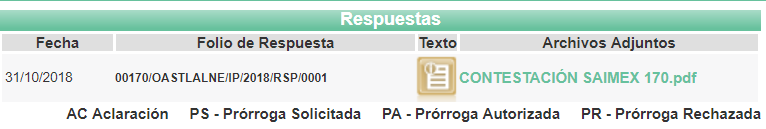 Respuestas
Fecha Folio de Respuesta Texto Archivos Adjuntos
31/10/2018 00170/OASTLALNE/IP/2018/RSP/0001 CONTESTACIÓN SAIMEX 170.pdf
AC Aclaración PS - Prórroga Solicitada PA - Prórroga Autorizada PR - Prórroga Rechazada